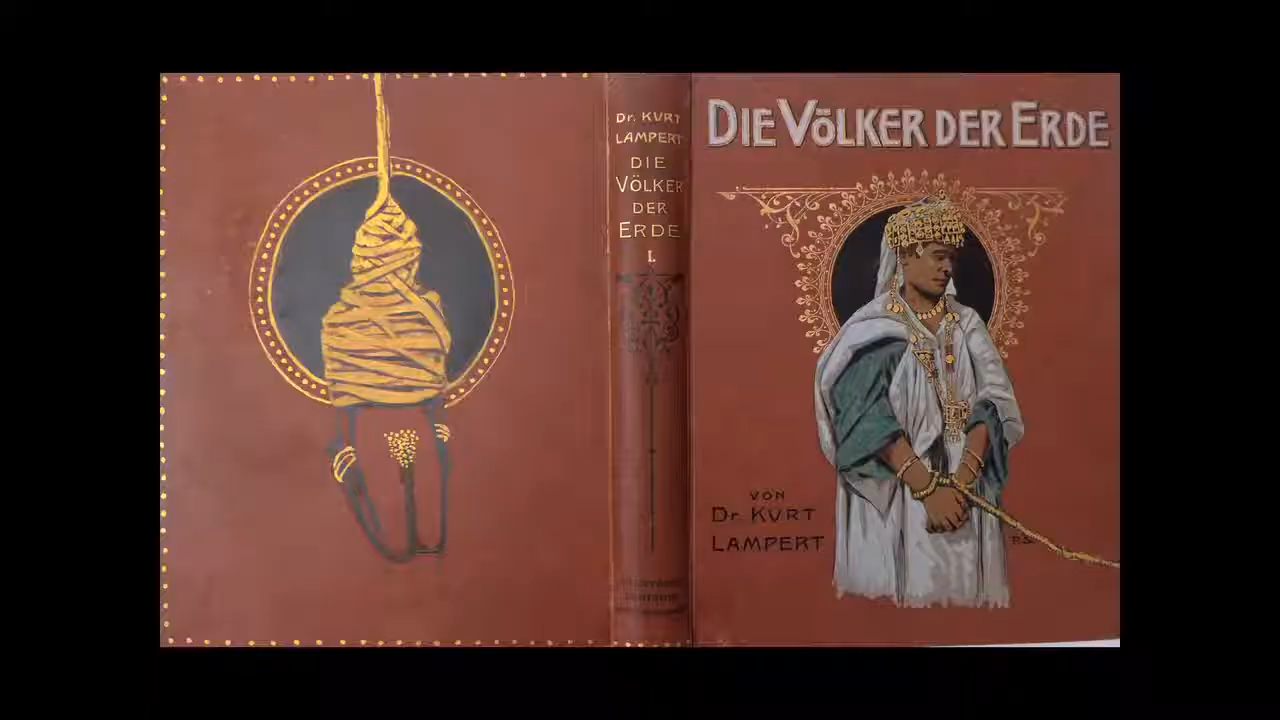 Dr. KURT
LAMPERT
DIE
VÖLKER
DER
ERDE
I.
DIE VÖLKER DER ERDE
VON
Dr. KURT
LAMPERT
P.S.